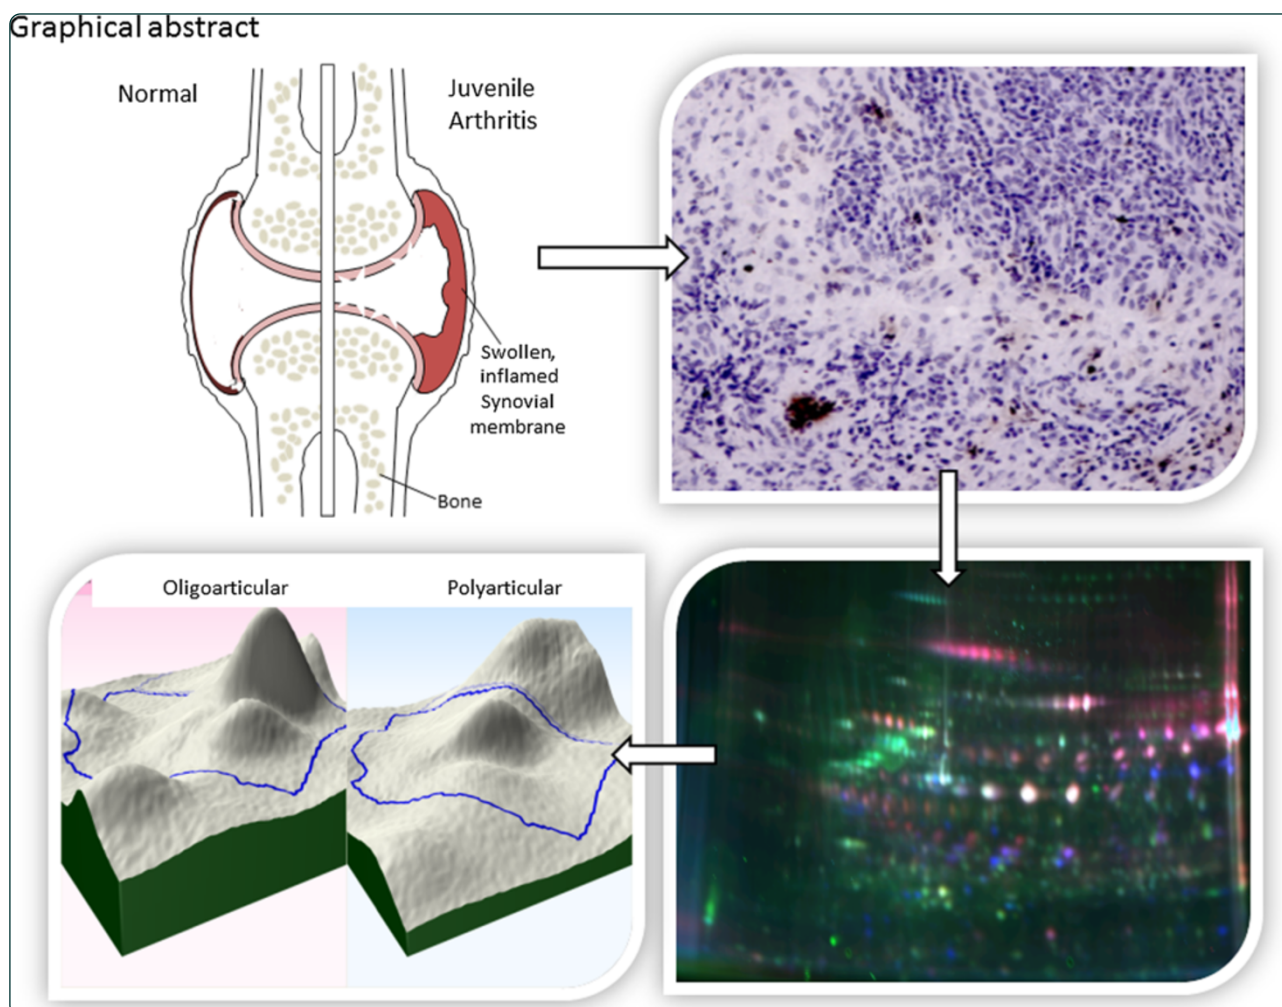 Graphical abstract
Normal
Juvenile
Arthritis
Swollen,
inflamed
Synovial
membrane
Bone
Oligoarticular
Polyarticular